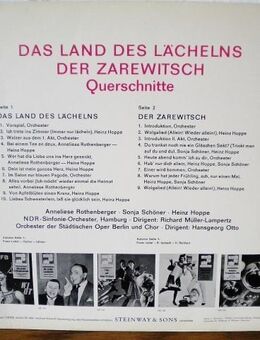 DAS LAND DES LÄCHELNS
DER ZAREWITSCH
Querschnitte
Seite 1
DAS LAND DES LÄCHELNS
1. Vorspiel, Orchester
2. Ich trete ins Zimmer (Immer nur lächeln), Heinz Hoppe
3. Walzer aus dem 1. Akt, Orchester
4. Bei einem Tee en deux, Anneliese Rothenberger —
Heinz Hoppe
5. Wer hat die Liebe uns ins Herz gesenkt,
Anneliese Rothenberger — Heinz Hoppe
6. Dein ist mein ganzes Herz, Heinz Hoppe
7. Im Salon zur blauen Pagode, Orchester
8. Alles vorbei (Ich möcht' wieder einmal die Heimat
seh'n), Anneliese Rothenberger
9. Von Apfelblüten einen Kranz, Heinz Hoppe
10. Liebes Schwesterlein, Heinz Hoppe
Seite 2
DER ZAREWITSCH
1. Introduktion, Orchester
2. Wolgalied (Allein! Wieder allein!), Heinz Hoppe
3. Introduktion II. Akt, Orchester
4. Du trankst noch nie ein Gläschen Sekt? (Trink man
auf du und du), Sonja Schöner, Heinz Hoppe
5. Heute abend komm' ich zu dir, Orchester
6. Hab' nur dich allein, Sonja Schöner, Heinz Hoppe
7. Einer wird kommen, Orchester
8. Warum hat jeder Frühling, ach, nur einen Mai,
Sonja Schöner, Heinz Hoppe
9. Wolgalied (Allein! Wieder allein!), Heinz Hoppe
Anneliese Rothenberger · Sonja Schöner · Heinz Hoppe
NDR-Sinfonie-Orchester, Hamburg · Dirigent: Richard Müller-Lampertz
Orchester der Städtischen Oper Berlin und Chor · Dirigent: Hansgeorg Otto
STEINWAY & SONS